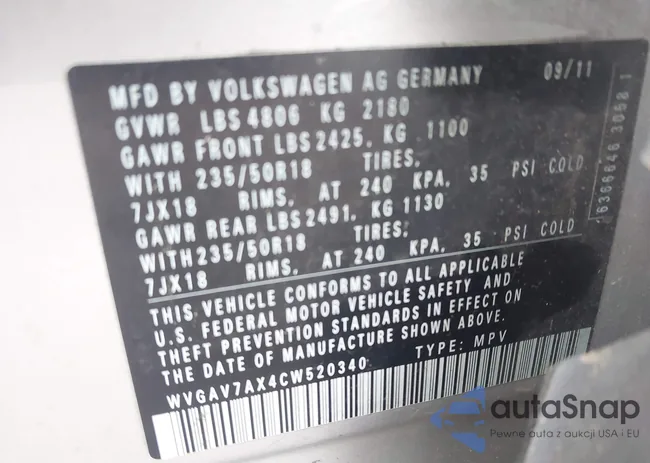 MFD BY VOLKSWAGEN AG GERMANY 09/11
GVWR LBS 4806 KG 2180
GAWR FRONT LBS 2425. KG 1100
WITH 235/50R18 TIRES.
7JX18 RIMS. AT 240 KPA. 35 PSI COLD
GAWR REAR LBS 2491. KG 1130
WITH 235/50R18 TIRES.
7JX18 RIMS. AT 240 KPA. 35 PSI COLD
THIS VEHICLE CONFORMS TO ALL APPLICABLE
U.S. FEDERAL MOTOR VEHICLE SAFETY AND
THEFT PREVENTION STANDARDS IN EFFECT ON
THE DATE OF MANUFACTURE SHOWN ABOVE.
WVGAV7AX4CW520340 TYPE: MPV
autaSnap
Pewne auta z aukcji USA i EU